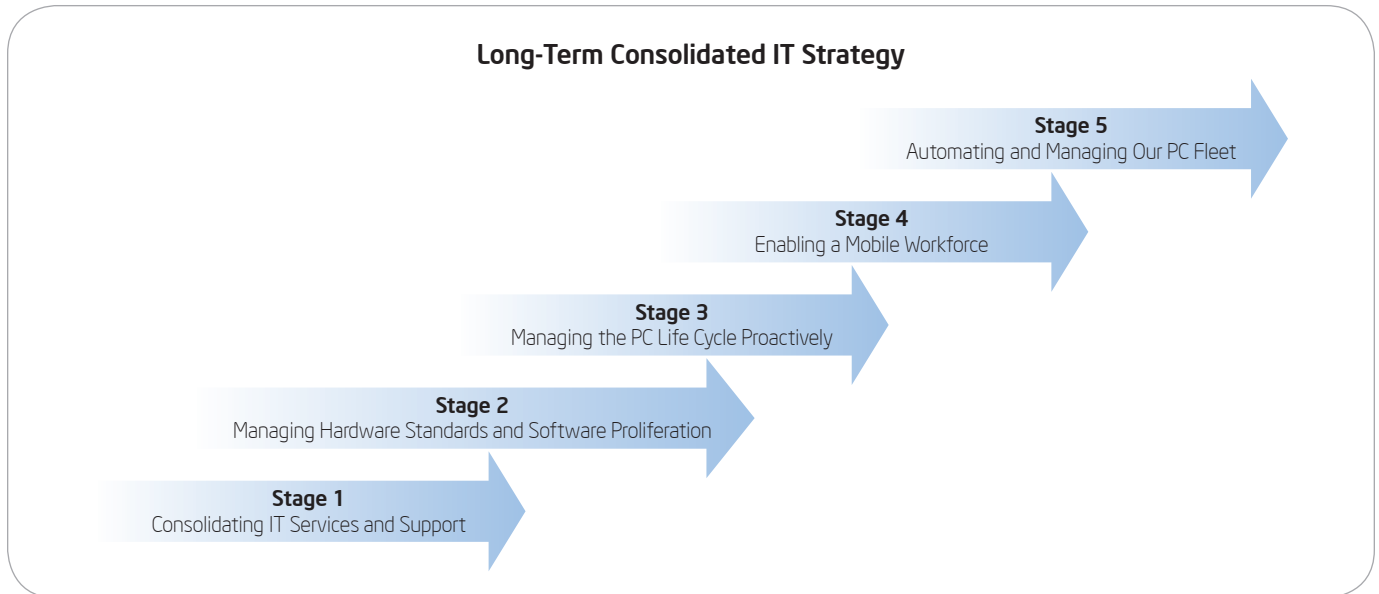 Long-Term Consolidated IT Strategy
Stage 5
Automating and Managing Our PC Fleet
Stage 4
Enabling a Mobile Workforce
Stage 3
Managing the PC Life Cycle Proactively
Stage 2
Managing Hardware Standards and Software Proliferation
Stage 1
Consolidating IT Services and Support